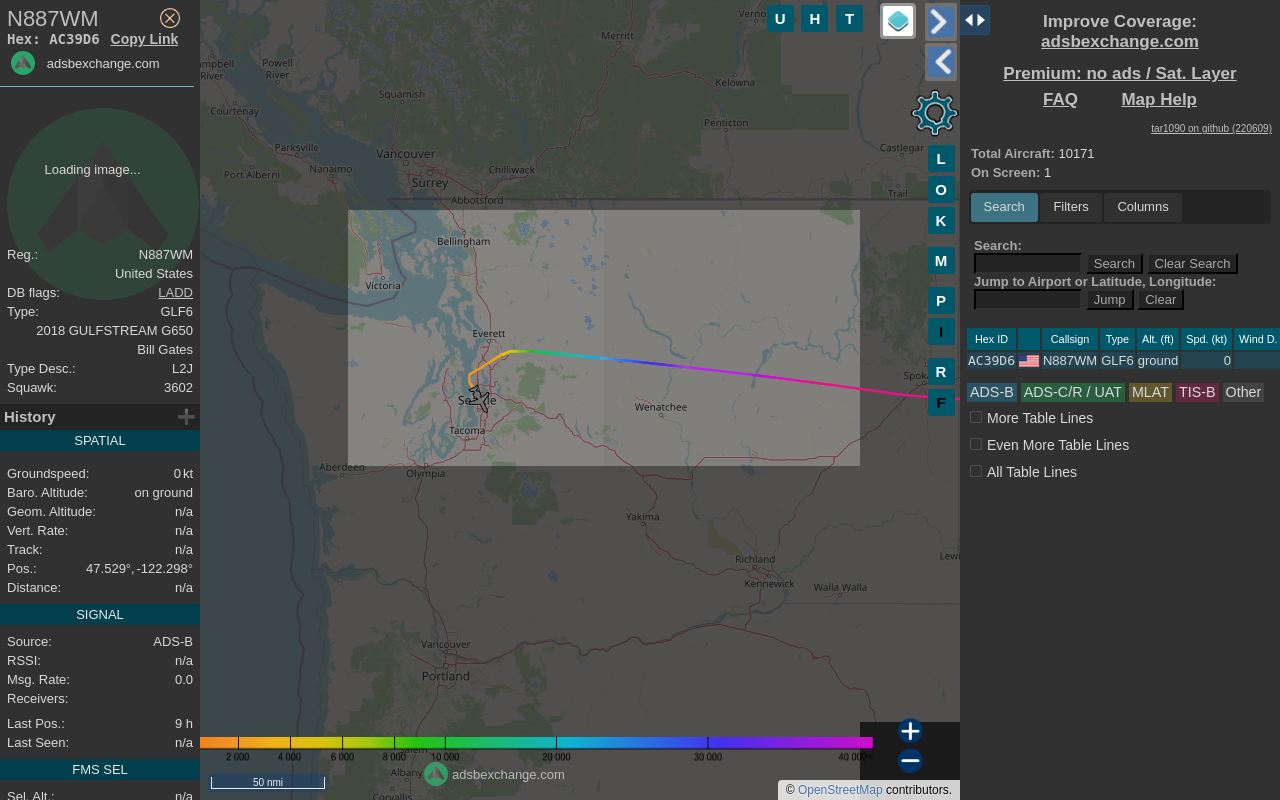 N887WM
Hex: AC39D6 Copy Link
adsbexchange.com
Loading image...
Reg.: N887WM
United States
DB flags: LADD
Type: GLF6
2018 GULFSTREAM G650
Bill Gates
Type Desc.: L2J
Squawk: 3602
History
SPATIAL
Groundspeed: 0 kt
Baro. Altitude: on ground
Geom. Altitude: n/a
Vert. Rate: n/a
Track: n/a
Pos.: 47.529°, -122.298°
Distance: n/a
SIGNAL
Source: ADS-B
RSSI: n/a
Msg. Rate: 0.0
Receivers:
Last Pos.: 9 h
Last Seen: n/a
FMS SEL
Sel. Alt.: n/a
U H T
Merritt
Powell
River
River
Kelowna
Squamish
Courtenay
Penticton
Parksville
Vancouver
Castlegar
Port Alberni
Nanaimo
Chilliwack
Surrey
Abbotsford
Trail
Bellingham
Victoria
Everett
Wenatchee
Tacoma
Aberdeen
Olympia
Yakima
Richland
Kennewick
Walla Walla
Vancouver
Portland
Albany
Corvallis
L
O
K
M
P
I
R
F
2 000 4 000 6 000 8 000 10 000 20 000 30 000 40 000+
adsbexchange.com
50 nmi
© OpenStreetMap contributors.
Improve Coverage:
adsbexchange.com
Premium: no ads / Sat. Layer
FAQ Map Help
tar1090 on github (220609)
Total Aircraft: 10171
On Screen: 1
Search Filters Columns
Search:
Search Clear Search
Jump to Airport or Latitude, Longitude:
Jump Clear
Hex ID Callsign Type Alt. (ft) Spd. (kt) Wind D.
AC39D6 N887WM GLF6 ground 0
ADS-B ADS-C/R / UAT MLAT TIS-B Other
More Table Lines
Even More Table Lines
All Table Lines